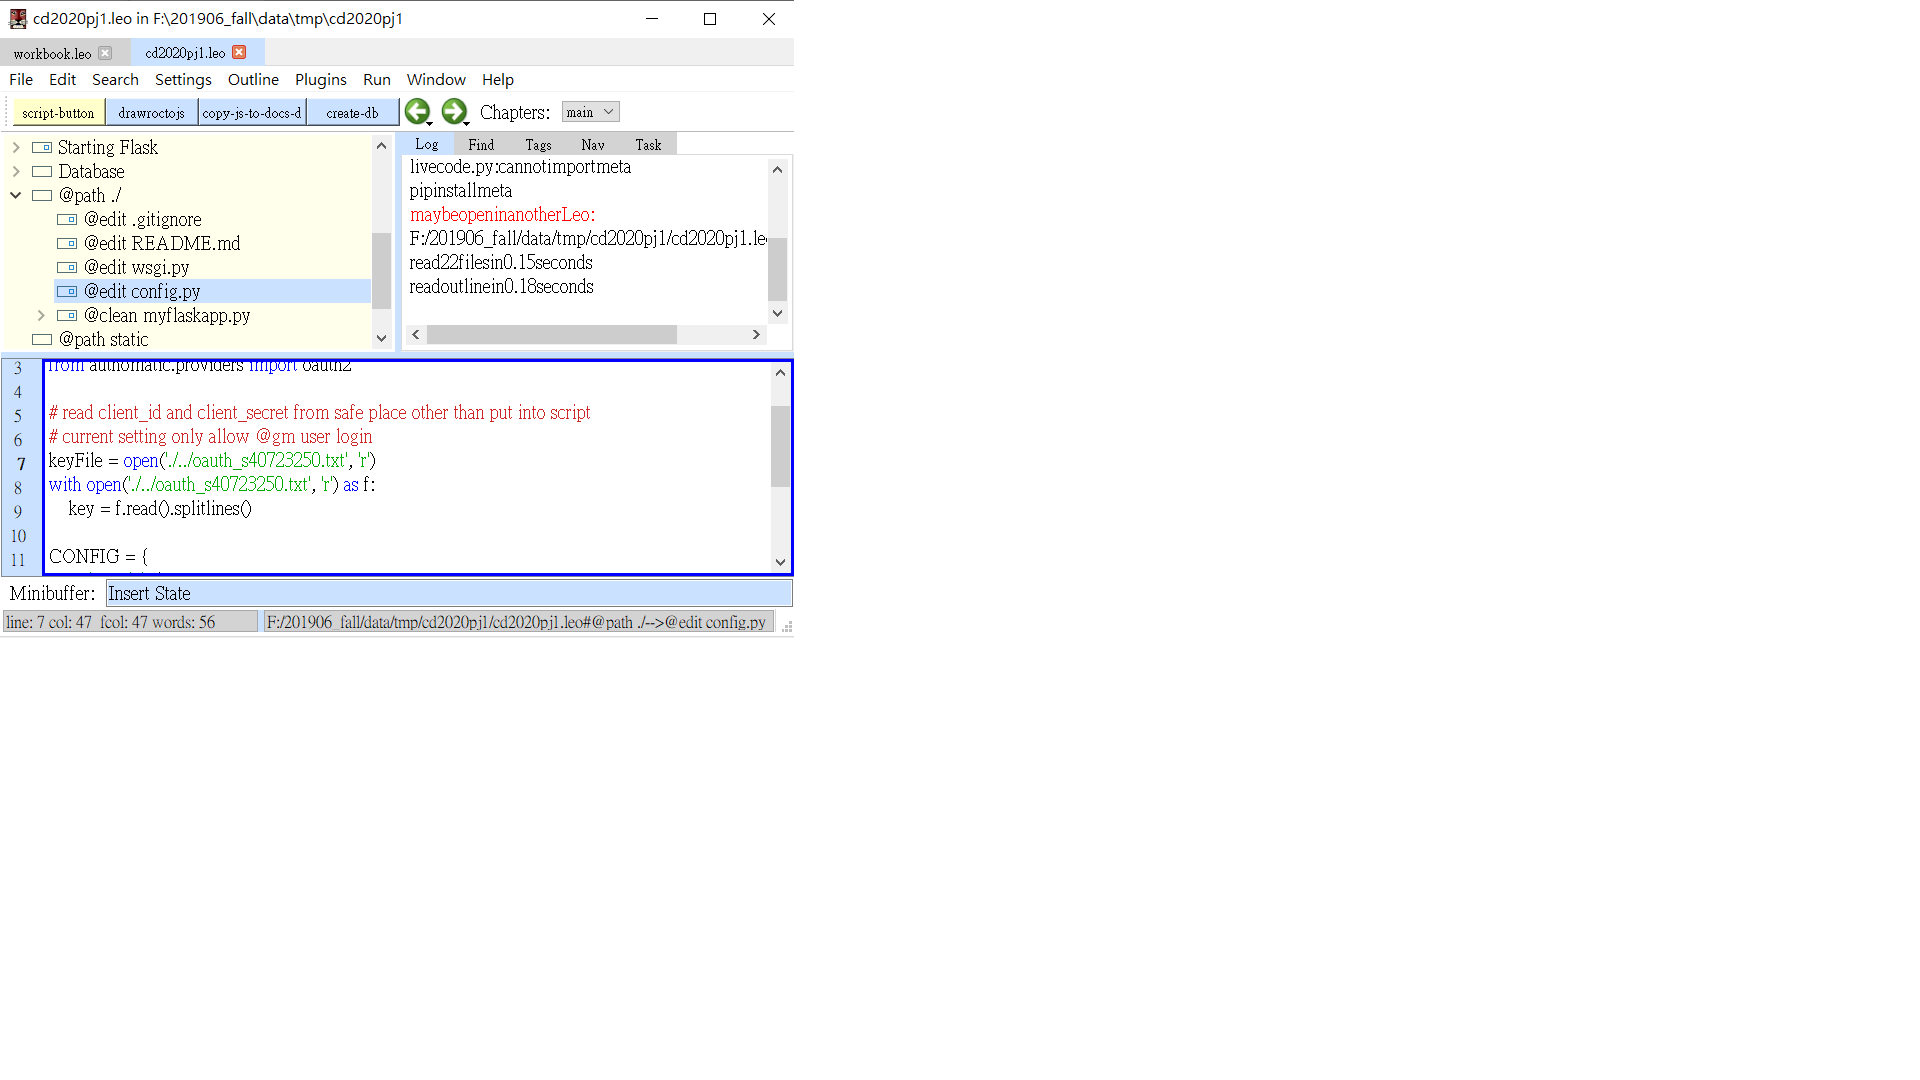 cd2020pj1.leo in F:\201906_fall\data\tmp\cd2020pj1
workbook.leo cd2020pj1.leo
File Edit Search Settings Outline Plugins Run Window Help
script-button drawroctojs copy-js-to-docs-d create-db Chapters: main
Starting Flask
Database
@path ./
@edit .gitignore
@edit README.md
@edit wsgi.py
@edit config.py
@clean myflaskapp.py
@path static
Log Find Tags Nav Task
livecode.py:cannotimportmeta
pipinstallmeta
maybeopeninanotherLeo:
F:/201906_fall/data/tmp/cd2020pj1/cd2020pj1.le
read22filesin0.15seconds
readoutlinein0.18seconds
3 from authomatic.providers import oauth2
4
5 # read client_id and client_secret from safe place other than put into script
6 # current setting only allow @gm user login
7 keyFile = open('./../oauth_s40723250.txt', 'r')
8 with open('./../oauth_s40723250.txt', 'r') as f:
9 key = f.read().splitlines()
10
11 CONFIG = {
Minibuffer: Insert State
line: 7 col: 47 fcol: 47 words: 56 F:/201906_fall/data/tmp/cd2020pj1/cd2020pj1.leo#@path ./-->@edit config.py